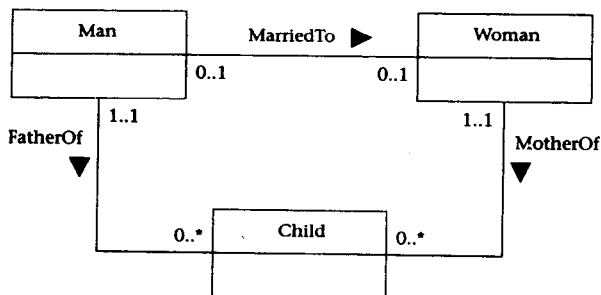 Man
MarriedTo
Woman
0..1
0..1
1..1
1..1
FatherOf
MotherOf
0..*
Child
0..*